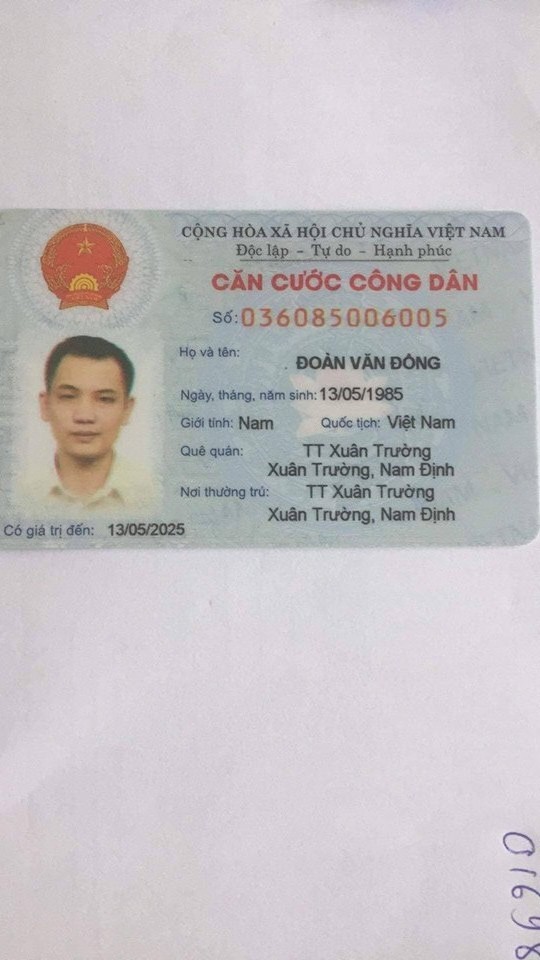 CỘNG HÒA XÃ HỘI CHỦ NGHĨA VIỆT NAM
Độc lập - Tự do - Hạnh phúc
CĂN CƯỚC CÔNG DÂN
Số: 036085006005
Họ và tên: ĐOÀN VĂN ĐÔNG
Ngày, tháng, năm sinh: 13/05/1985
Giới tính: Nam Quốc tịch: Việt Nam
Quê quán: TT Xuân Trường
Xuân Trường, Nam Định
Nơi thường trú: TT Xuân Trường
Xuân Trường, Nam Định
Có giá trị đến: 13/05/2025